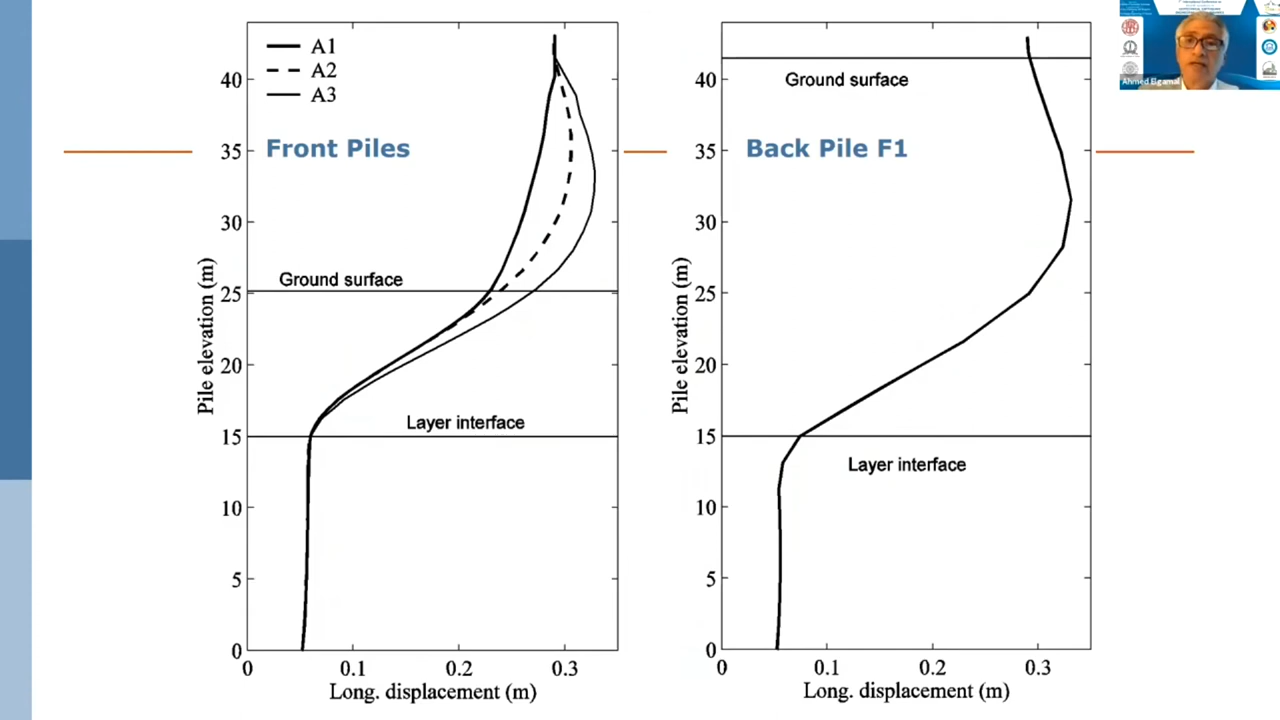 A1
A2
A3
Front Piles
Ground surface
Layer interface
Pile elevation (m)
40
35
30
25
20
15
10
5
0
0
0.1
0.2
0.3
Long. displacement (m)
Ground surface
Back Pile F1
Layer interface
Pile elevation (m)
40
35
30
25
20
15
10
5
0
0
0.1
0.2
0.3
Long. displacement (m)
Ahmed Elgamal